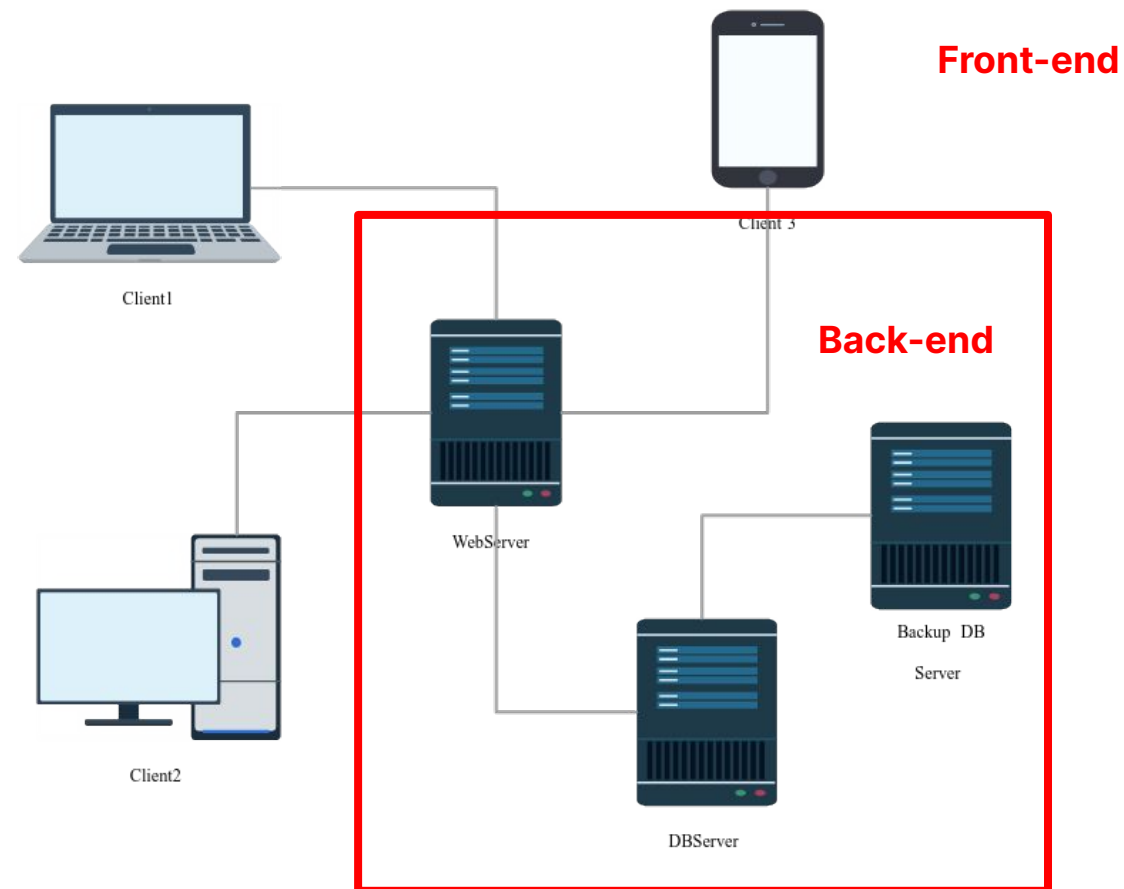 Front-end
Client 3
Client1
Back-end
WebServer
Backup DB
Server
Client2
DBServer